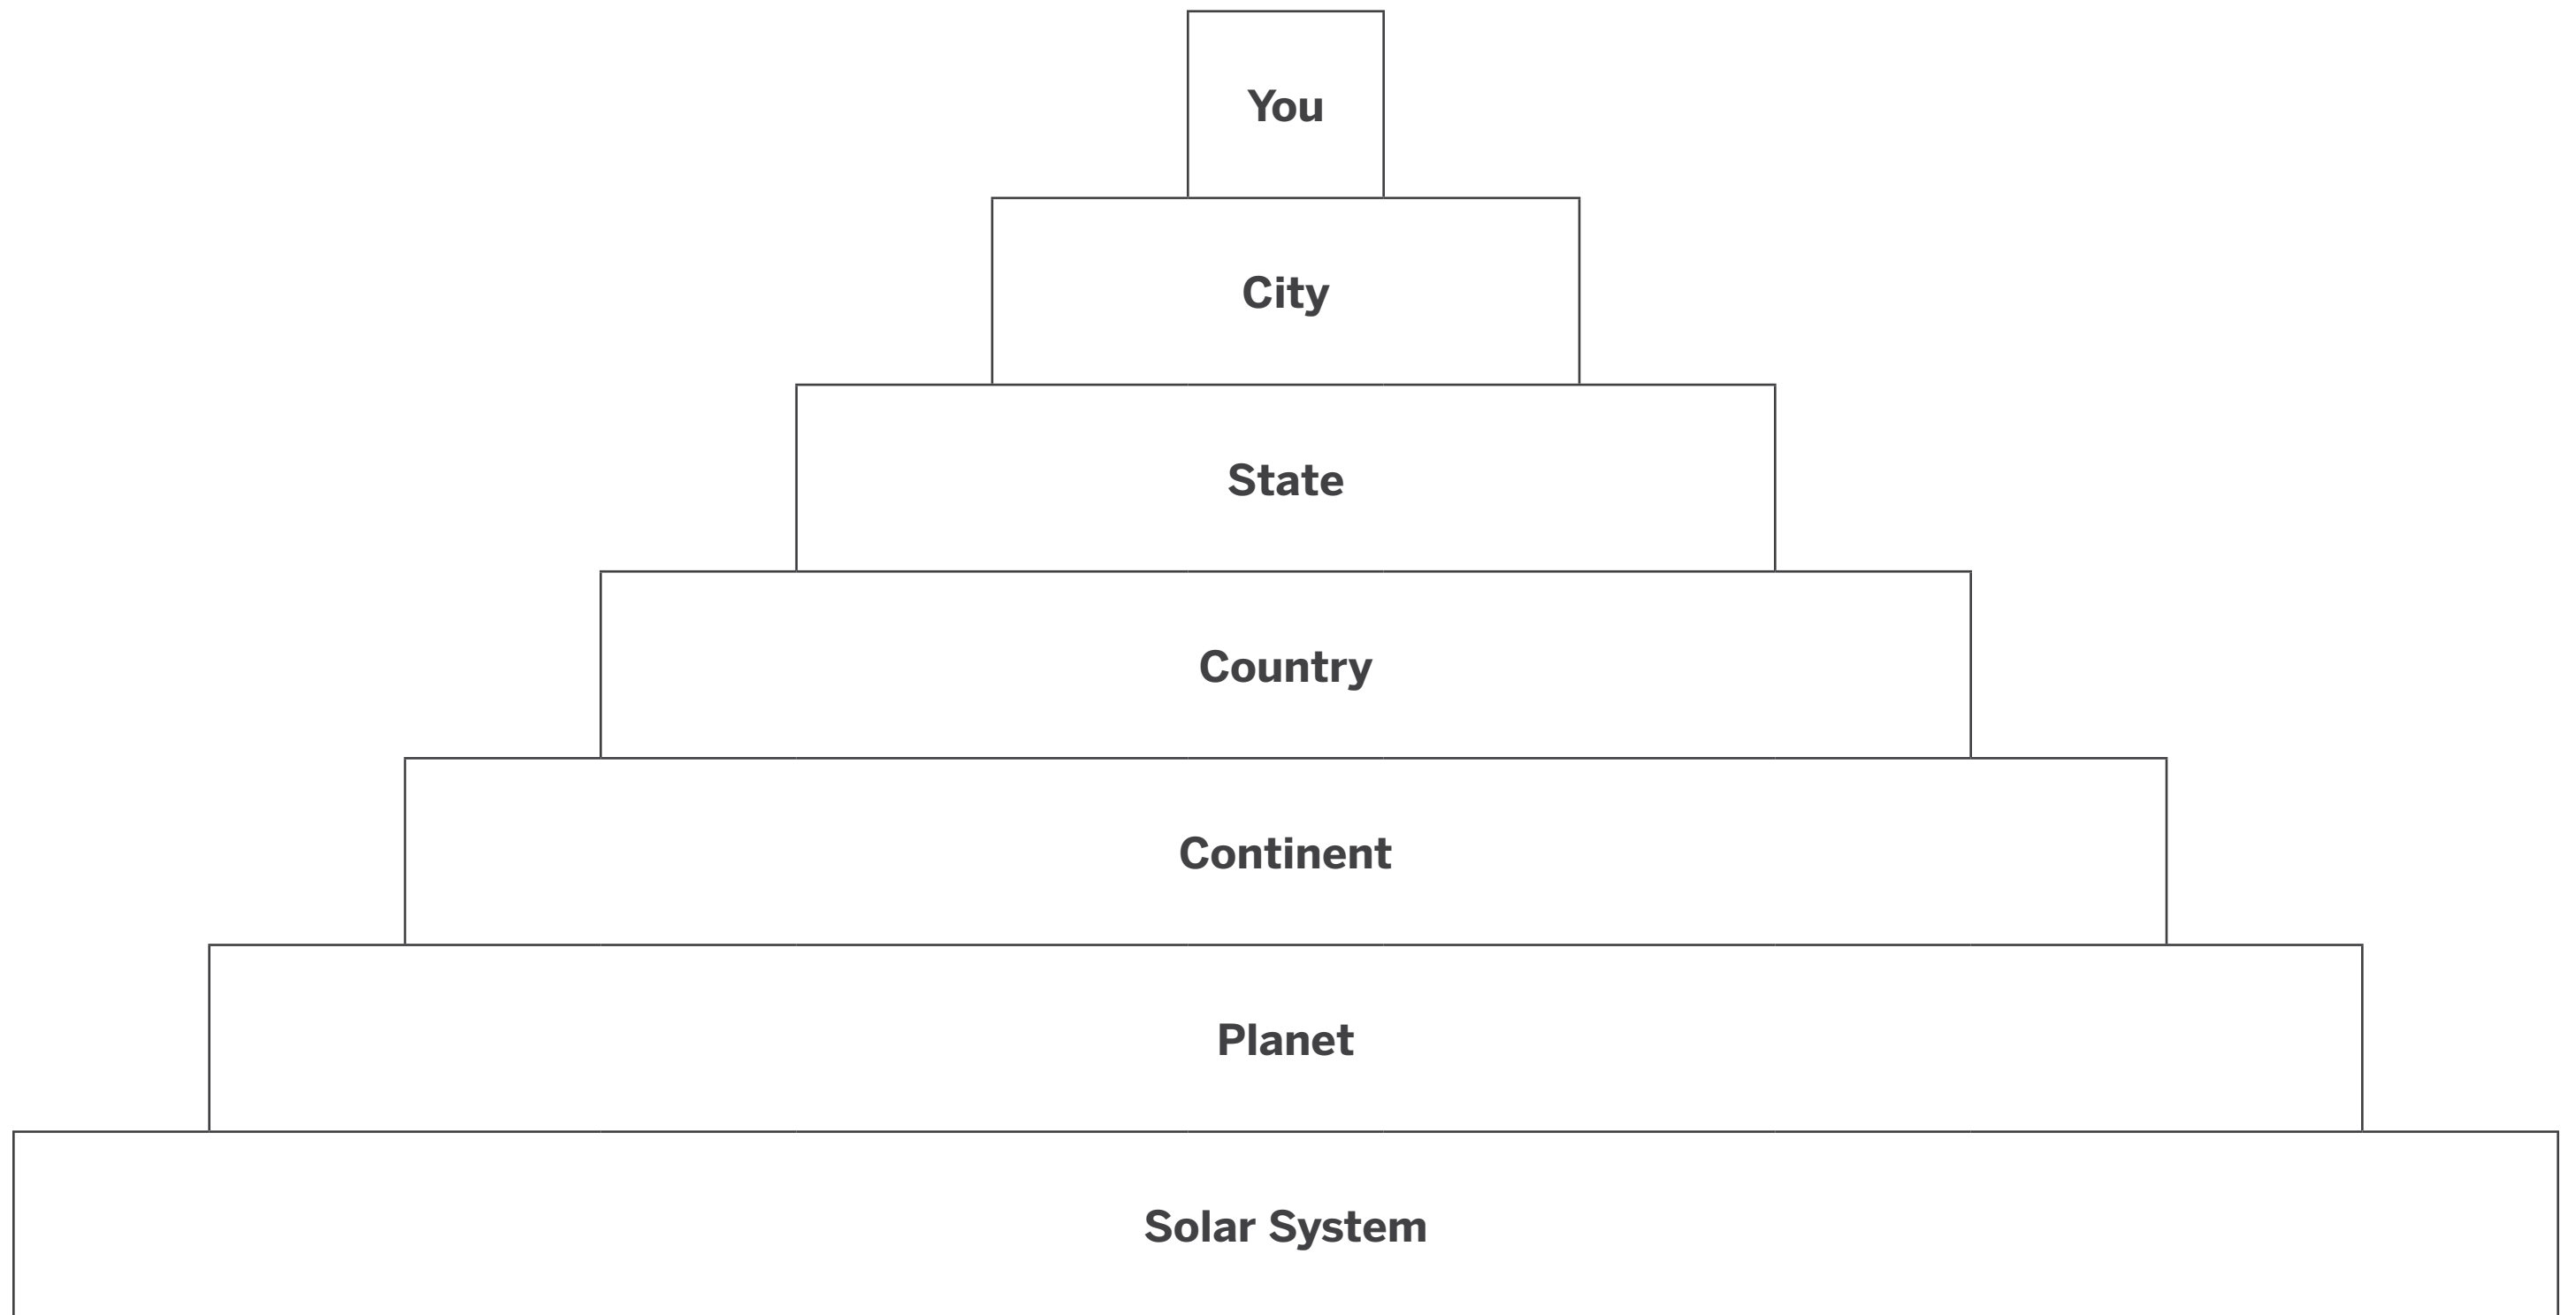 You
City
State
Country
Continent
Planet
Solar System